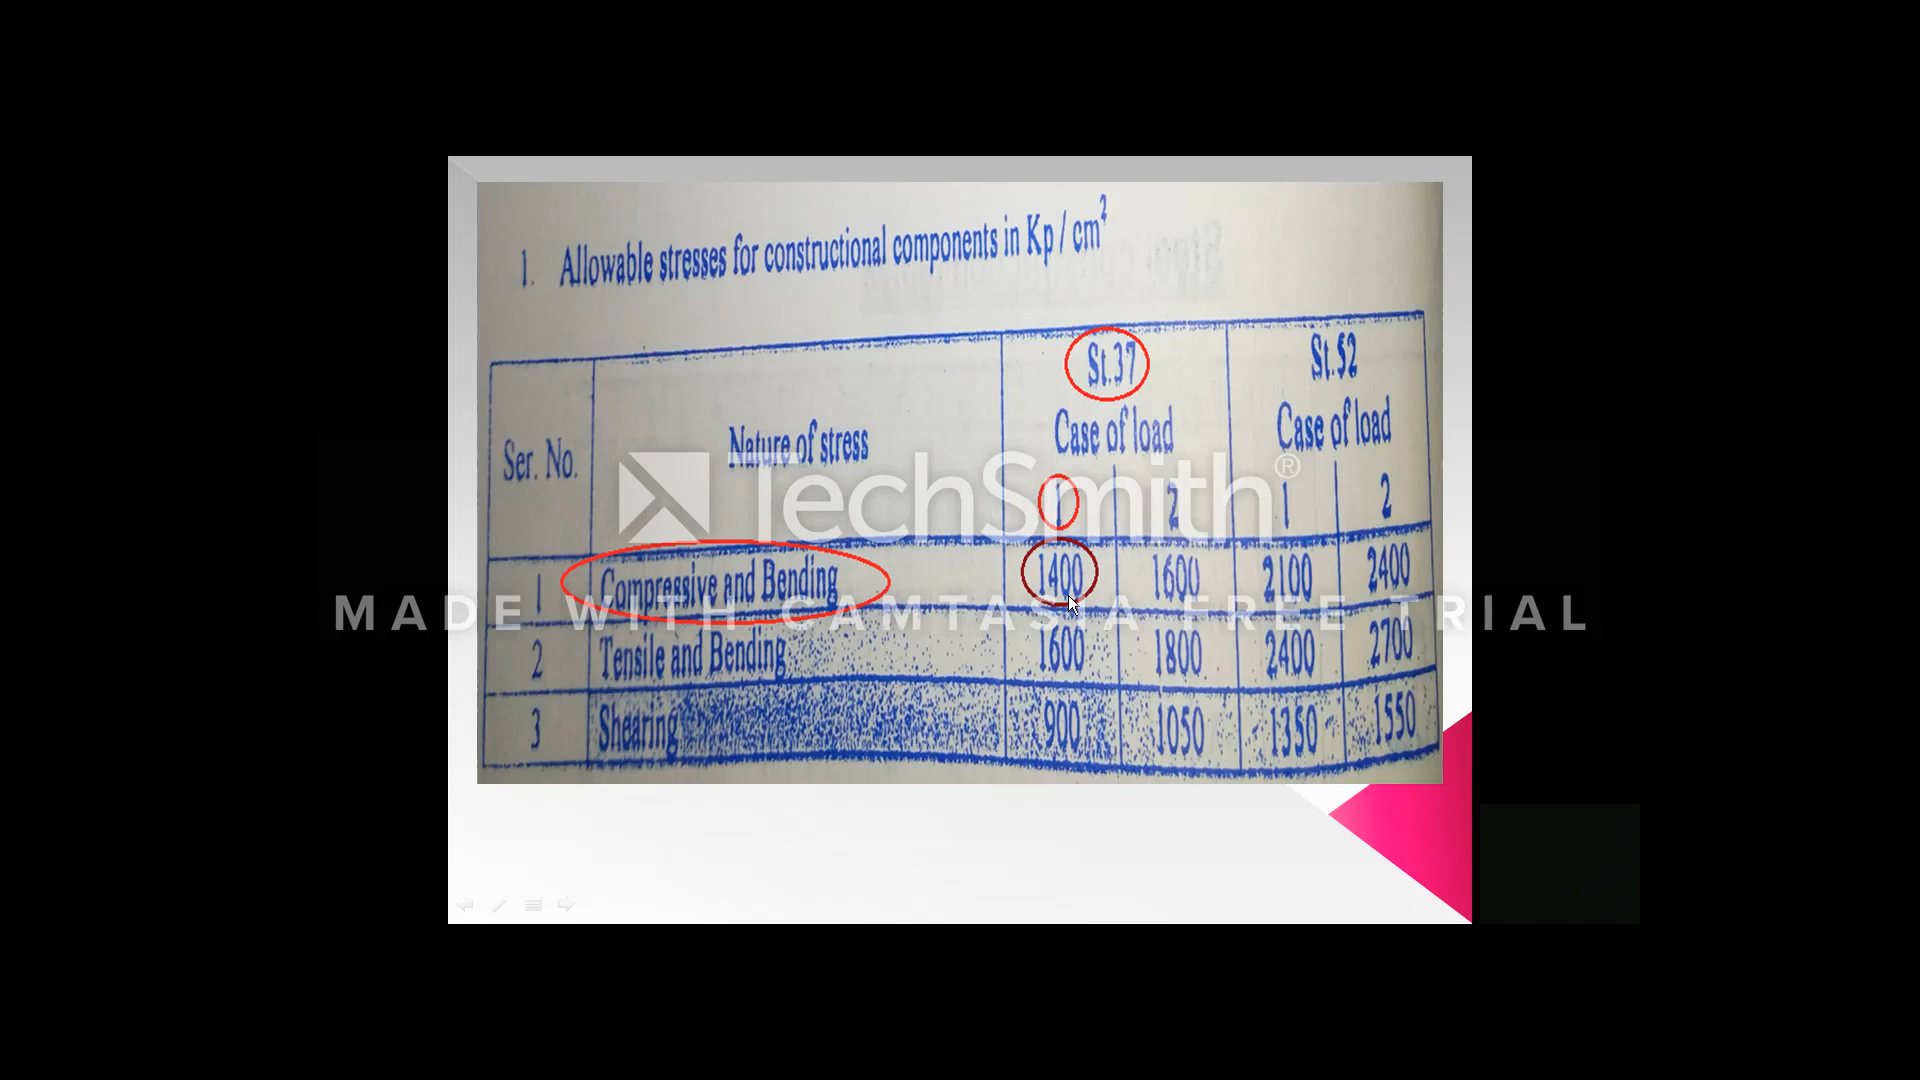 1. Allowable stresses for constructional components in Kp / cm²
Ser. No. Nature of stress St.37 St.52
Case of load Case of load
1 2 1 2
1 Compressive and Bending 1400 1600 2100 2400
2 Tensile and Bending 1600 1800 2400 2700
3 Shearing 900 1050 1350 1550
TechSmith®
MADE WITH CAMTASIA FREE TRIAL